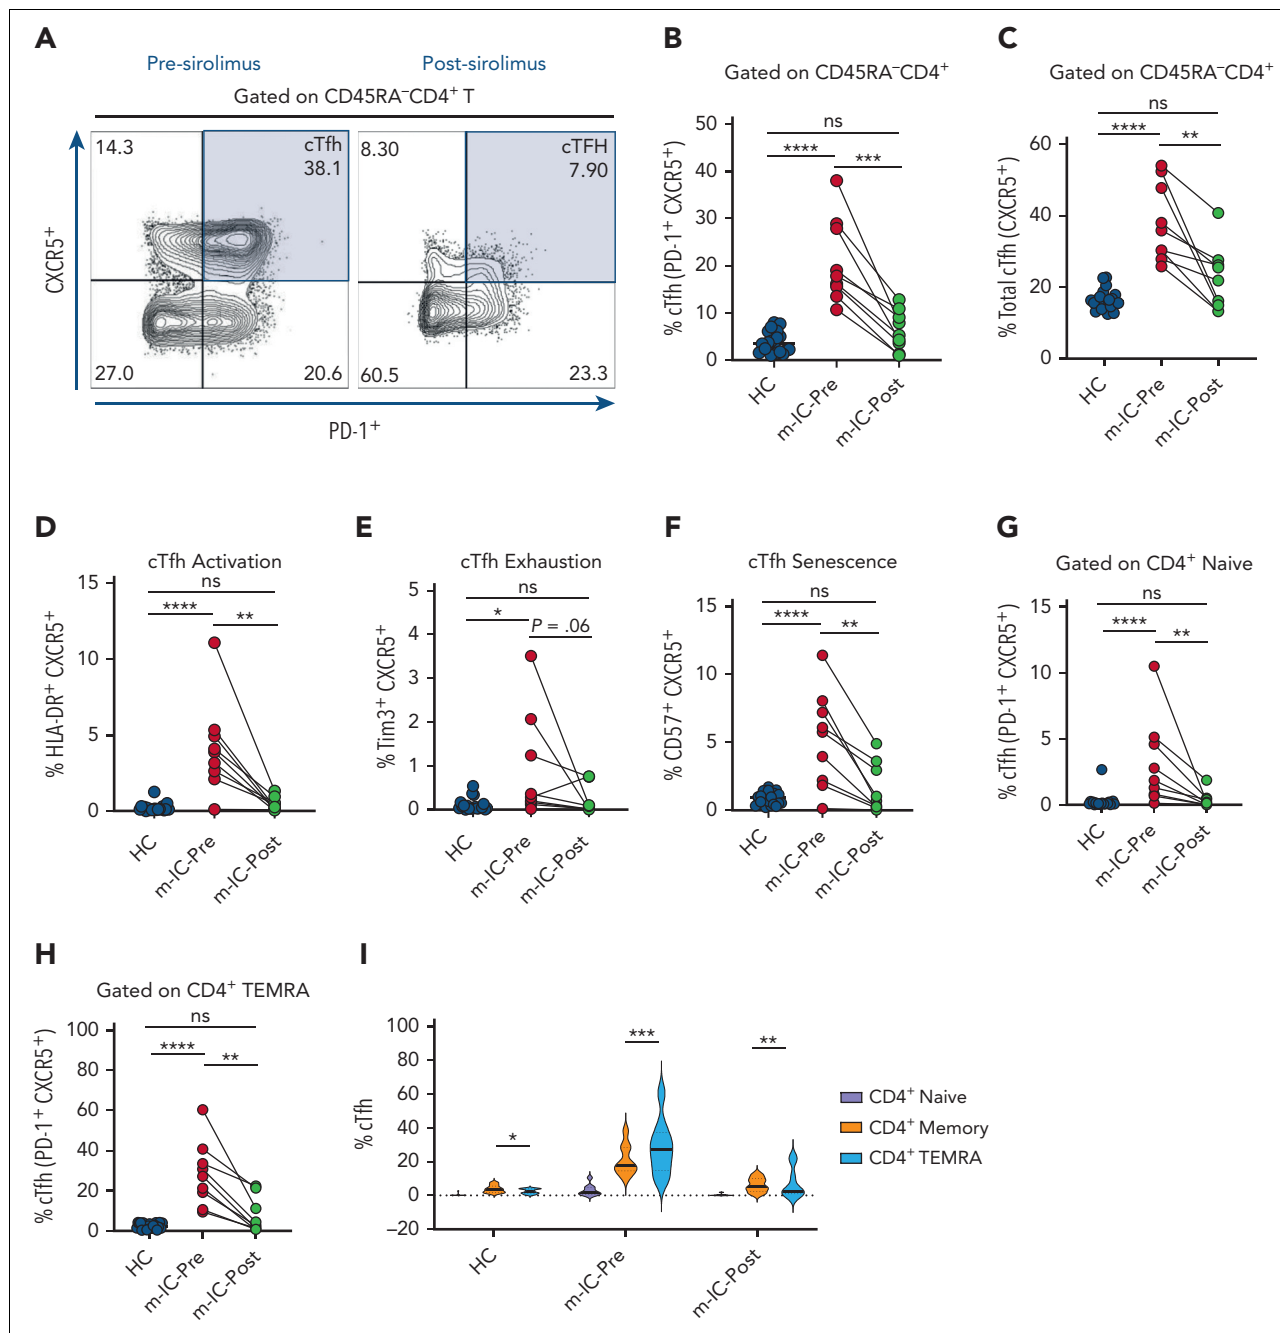 A
Pre-sirolimus
Post-sirolimus
Gated on CD45RA⁻CD4⁺ T
14.3
cTfh
38.1
27.0
20.6
8.30
cTFH
7.90
60.5
23.3
CXCR5⁺
PD-1⁺
B
Gated on CD45RA⁻CD4⁺
% cTfh (PD-1⁺ CXCR5⁺)
50
40
30
20
10
0
ns
****
***
HC
m-IC-Pre
m-IC-Post
C
Gated on CD45RA⁻CD4⁺
% Total cTfh (CXCR5⁺)
60
40
20
0
ns
****
**
HC
m-IC-Pre
m-IC-Post
D
cTfh Activation
% HLA-DR⁺ CXCR5⁺
15
10
5
0
ns
****
**
HC
m-IC-Pre
m-IC-Post
E
cTfh Exhaustion
% Tim3⁺ CXCR5⁺
5
4
3
2
1
0
ns
*
P = .06
HC
m-IC-Pre
m-IC-Post
F
cTfh Senescence
% CD57⁺ CXCR5⁺
15
10
5
0
ns
****
**
HC
m-IC-Pre
m-IC-Post
G
Gated on CD4⁺ Naive
% cTfh (PD-1⁺ CXCR5⁺)
15
10
5
0
ns
****
**
HC
m-IC-Pre
m-IC-Post
H
Gated on CD4⁺ TEMRA
% cTfh (PD-1⁺ CXCR5⁺)
100
80
60
40
20
0
ns
****
**
HC
m-IC-Pre
m-IC-Post
I
% cTfh
100
80
60
40
20
0
−20
*
***
**
HC
m-IC-Pre
m-IC-Post
CD4⁺ Naive
CD4⁺ Memory
CD4⁺ TEMRA